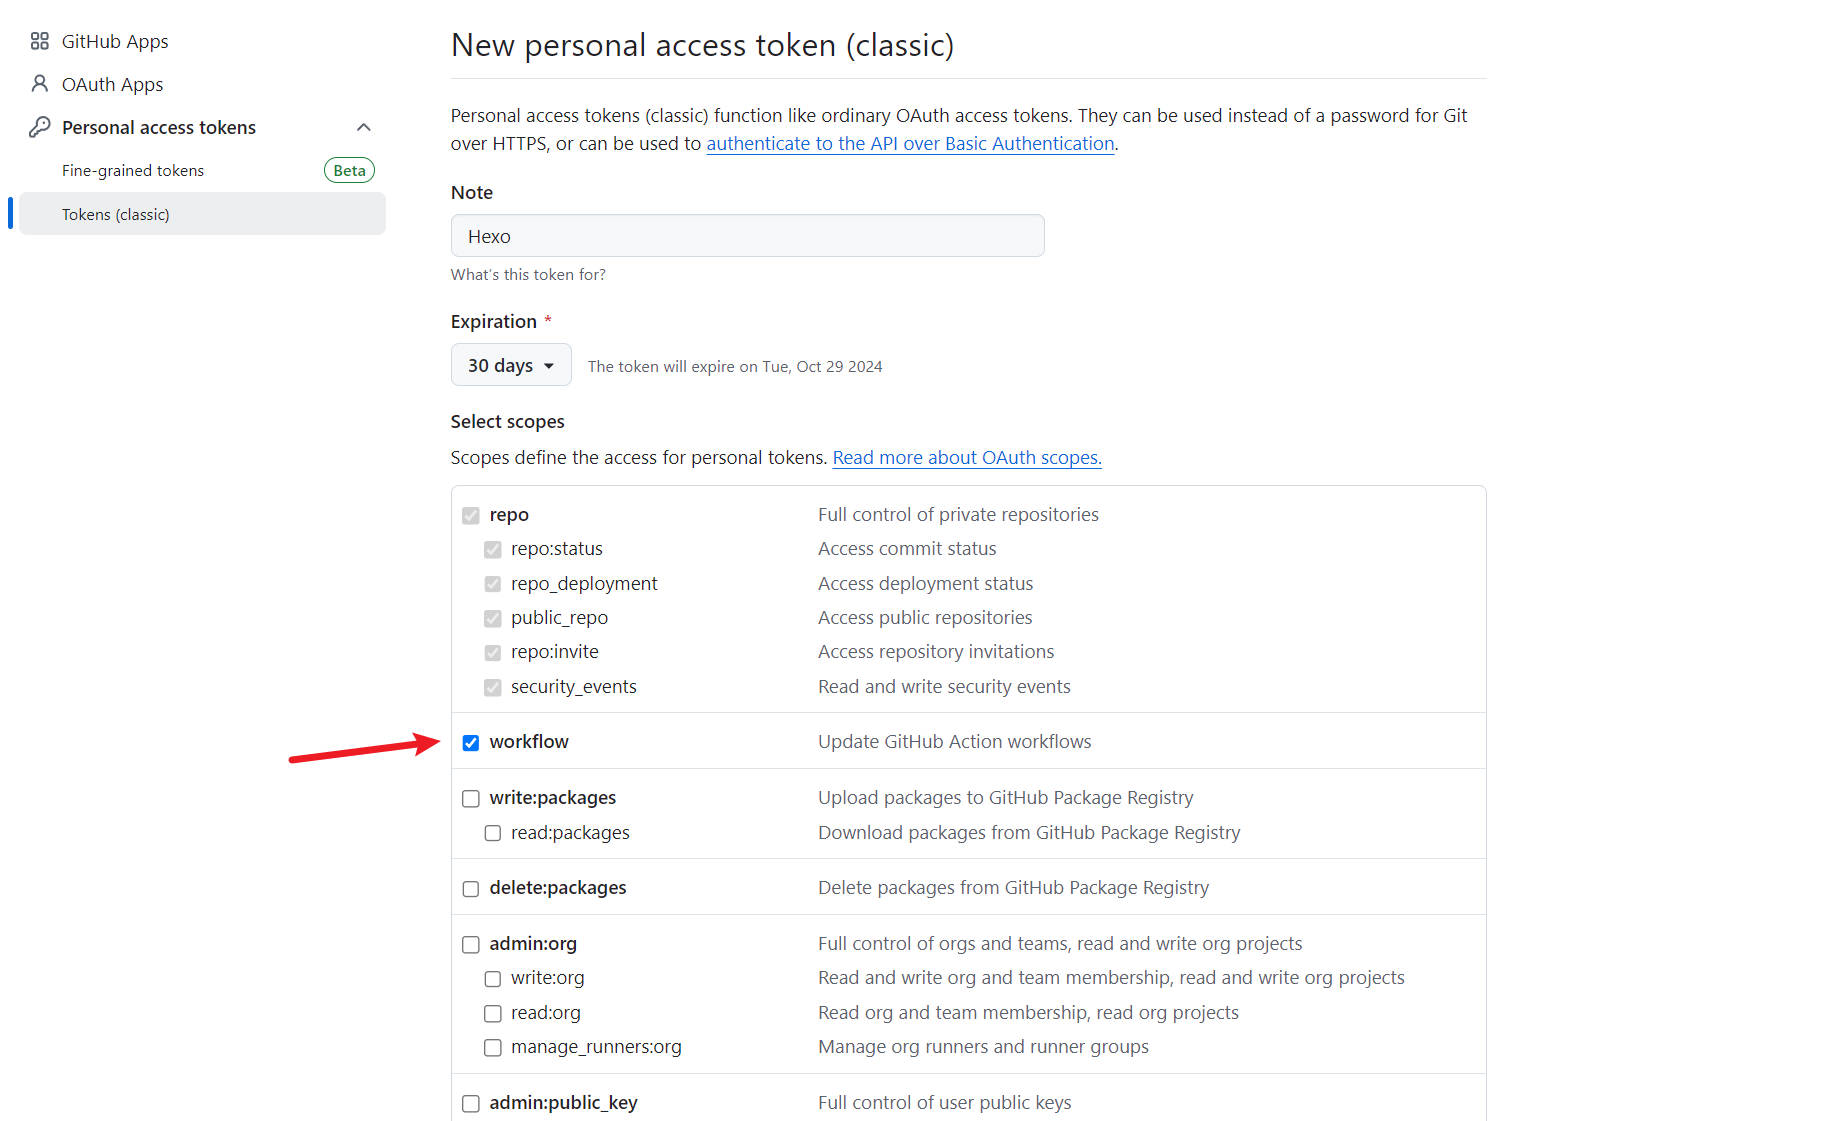 GitHub Apps
OAuth Apps
Personal access tokens
Fine-grained tokens Beta
Tokens (classic)
New personal access token (classic)
Personal access tokens (classic) function like ordinary OAuth access tokens. They can be used instead of a password for Git
over HTTPS, or can be used to authenticate to the API over Basic Authentication.
Note
Hexo
What's this token for?
Expiration *
30 days The token will expire on Tue, Oct 29 2024
Select scopes
Scopes define the access for personal tokens. Read more about OAuth scopes.
repo Full control of private repositories
repo:status Access commit status
repo_deployment Access deployment status
public_repo Access public repositories
repo:invite Access repository invitations
security_events Read and write security events
workflow Update GitHub Action workflows
write:packages Upload packages to GitHub Package Registry
read:packages Download packages from GitHub Package Registry
delete:packages Delete packages from GitHub Package Registry
admin:org Full control of orgs and teams, read and write org projects
write:org Read and write org and team membership, read and write org projects
read:org Read org and team membership, read org projects
manage_runners:org Manage org runners and runner groups
admin:public_key Full control of user public keys